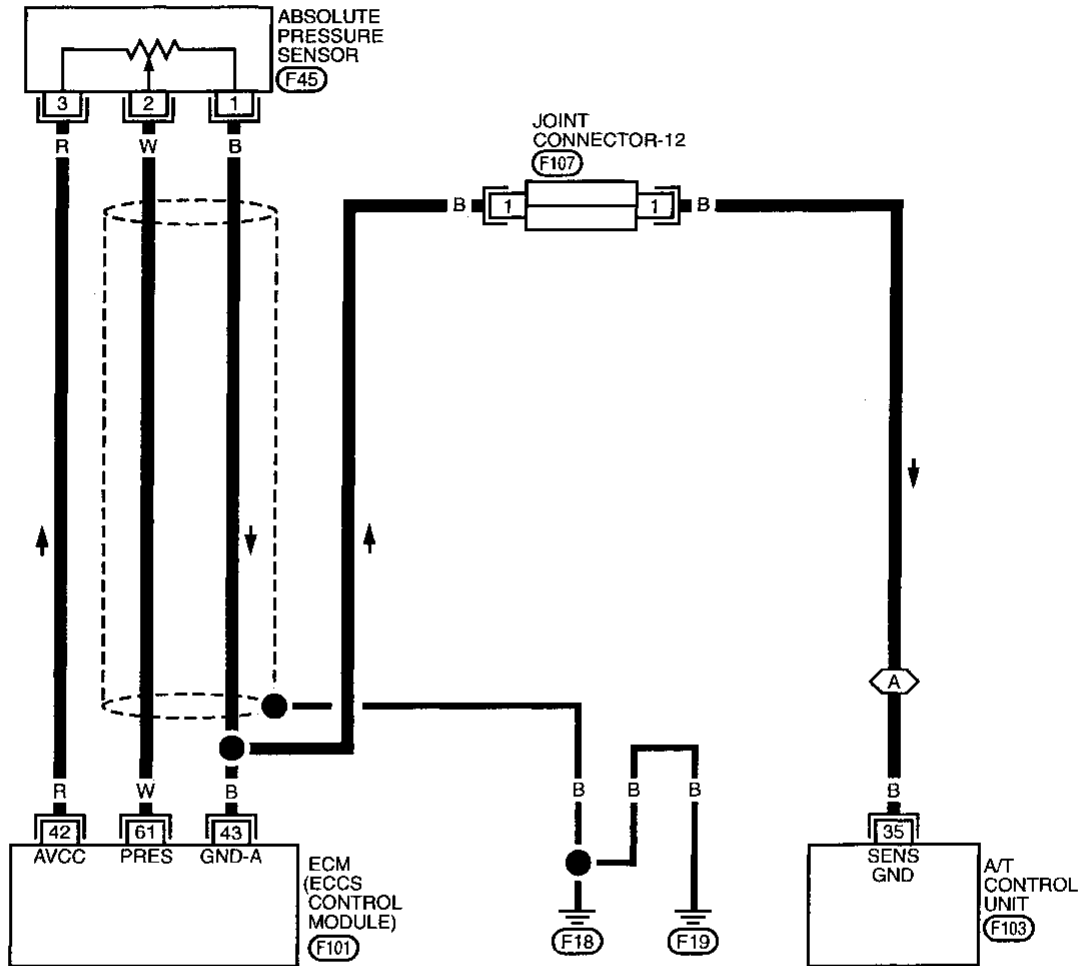 ABSOLUTE
PRESSURE
SENSOR
F45
3
2
1
R
W
B
JOINT
CONNECTOR-12
F107
B
1
1
B
A
R
W
B
B
B
B
B
42
61
43
35
AVCC
PRES
GND-A
SENS
GND
ECM
(ECCS
CONTROL
MODULE)
F101
F18
F19
A/T
CONTROL
UNIT
F103